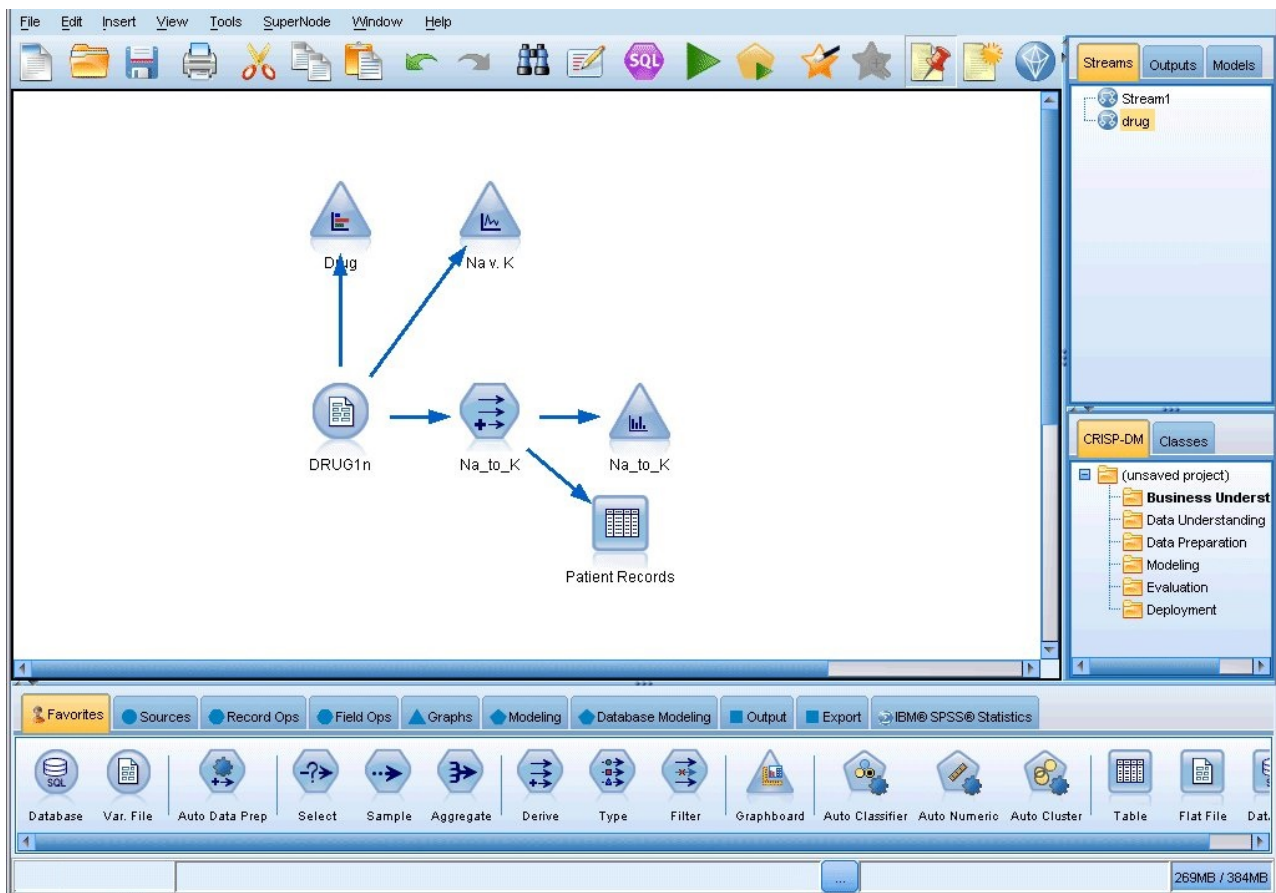 File Edit Insert View Tools SuperNode Window Help
SQL
Streams Outputs Models
Stream1
drug
Drug
Na v. K
DRUG1n
Na_to_K
Na_to_K
Patient Records
CRISP-DM Classes
(unsaved project)
Business Underst
Data Understanding
Data Preparation
Modeling
Evaluation
Deployment
Favorites Sources Record Ops Field Ops Graphs Modeling Database Modeling Output Export IBM® SPSS® Statistics
SQL
Database Var. File Auto Data Prep Select Sample Aggregate Derive Type Filter Graphboard Auto Classifier Auto Numeric Auto Cluster Table Flat File Dat.
...
269MB / 384MB